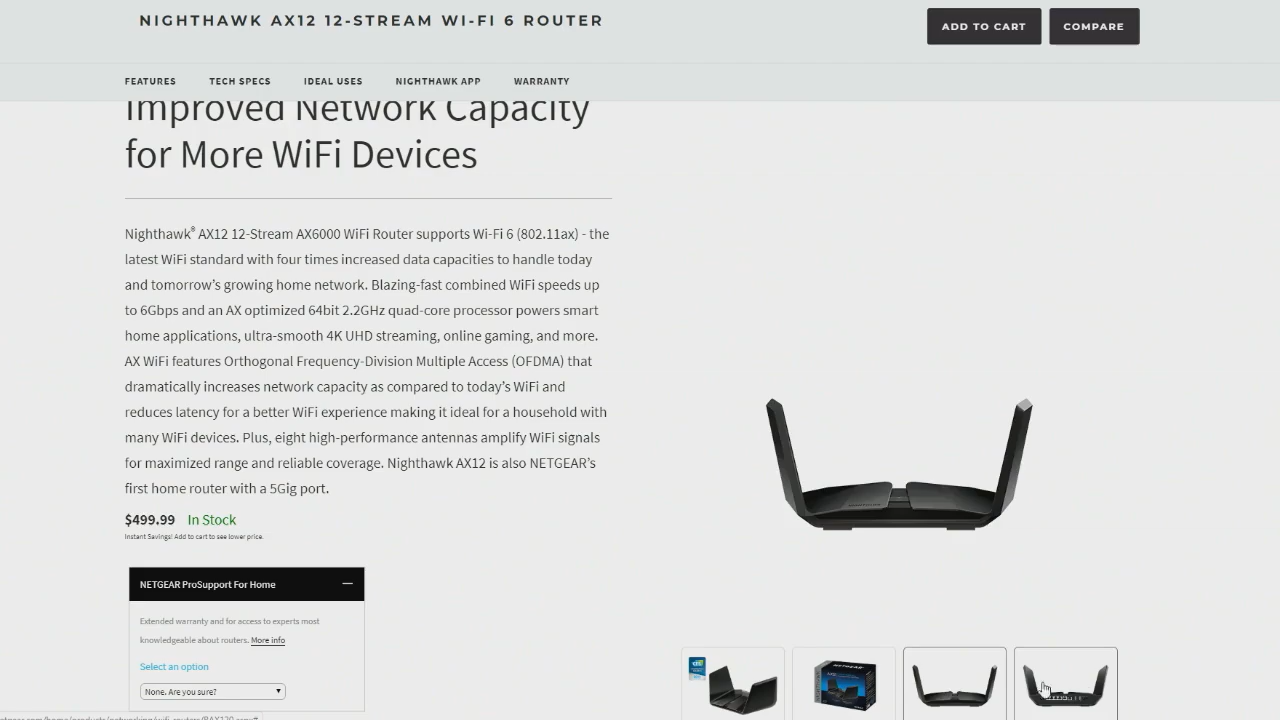 NIGHTHAWK AX12 12-STREAM WI-FI 6 ROUTER
ADD TO CART
COMPARE
FEATURES
TECH SPECS
IDEAL USES
NIGHTHAWK APP
WARRANTY
Improved Network Capacity
for More WiFi Devices
Nighthawk® AX12 12-Stream AX6000 WiFi Router supports Wi-Fi 6 (802.11ax) - the
latest WiFi standard with four times increased data capacities to handle today
and tomorrow's growing home network. Blazing-fast combined WiFi speeds up
to 6Gbps and an AX optimized 64bit 2.2GHz quad-core processor powers smart
home applications, ultra-smooth 4K UHD streaming, online gaming, and more.
AX WiFi features Orthogonal Frequency-Division Multiple Access (OFDMA) that
dramatically increases network capacity as compared to today's WiFi and
reduces latency for a better WiFi experience making it ideal for a household with
many WiFi devices. Plus, eight high-performance antennas amplify WiFi signals
for maximized range and reliable coverage. Nighthawk AX12 is also NETGEAR's
first home router with a 5Gig port.
$499.99 In Stock
Instant Savings! Add to cart to see lower price.
NETGEAR ProSupport For Home
Extended warranty and for access to experts most
knowledgeable about routers. More info
Select an option
None. Are you sure?